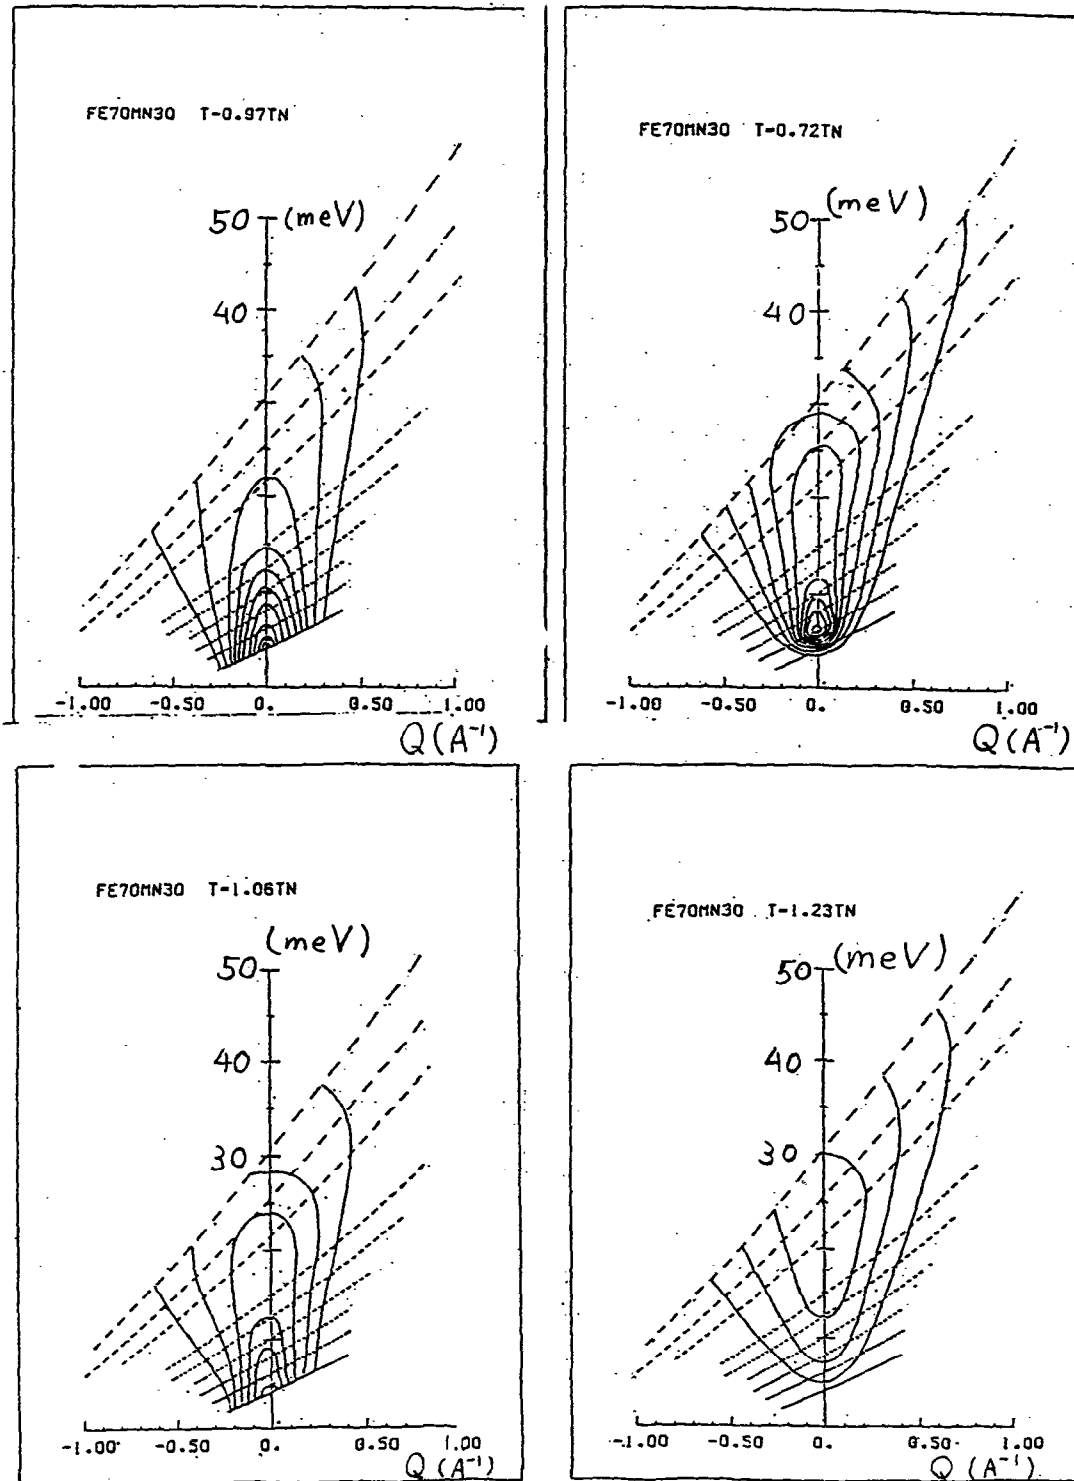 FE70MN30 T-0.97TN
50 (meV)
40
-1.00 -0.50 0. 0.50 1.00
Q (A⁻¹)
FE70MN30 T-0.72TN
50 (meV)
40
-1.00 -0.50 0. 0.50 1.00
Q (A⁻¹)
FE70MN30 T-1.06TN
(meV)
50
40
30
-1.00 -0.50 0. 0.50 1.00
Q (A⁻¹)
FE70MN30 T-1.23TN
50 (meV)
40
30
-1.00 -0.50 0. 0.50 1.00
Q (A⁻¹)